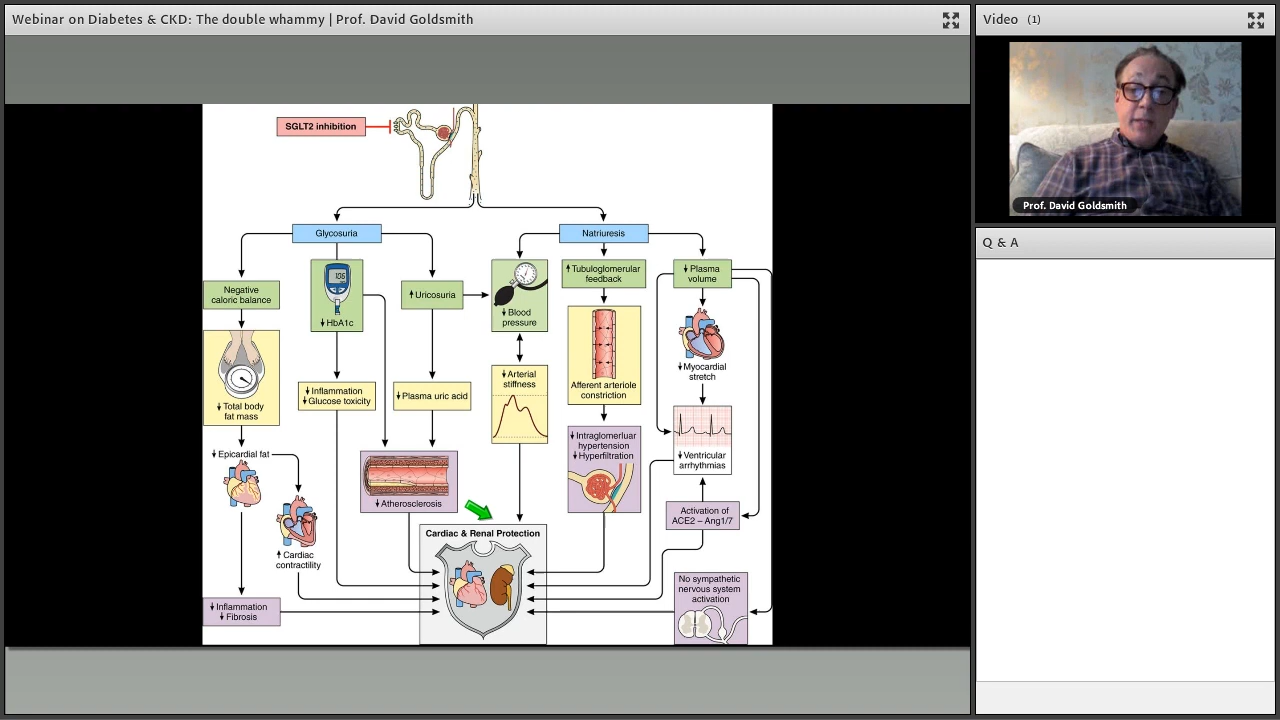 Webinar on Diabetes & CKD: The double whammy | Prof. David Goldsmith
Video (1)
Prof. David Goldsmith
Q & A
SGLT2 inhibition
Glycosuria
Natriuresis
Negative
caloric balance
106
HbA1c
Uricosuria
Blood
pressure
Tubuloglomerular
feedback
Plasma
volume
Total body
fat mass
Inflammation
Glucose toxicity
Plasma uric acid
Arterial
stiffness
Afferent arteriole
constriction
Myocardial
stretch
Epicardial fat
Atherosclerosis
Intraglomerluar
hypertension
Hyperfiltration
Ventricular
arrhythmias
Cardiac
contractility
Activation of
ACE2 – Ang1/7
Cardiac & Renal Protection
Inflammation
Fibrosis
No sympathetic
nervous system
activation